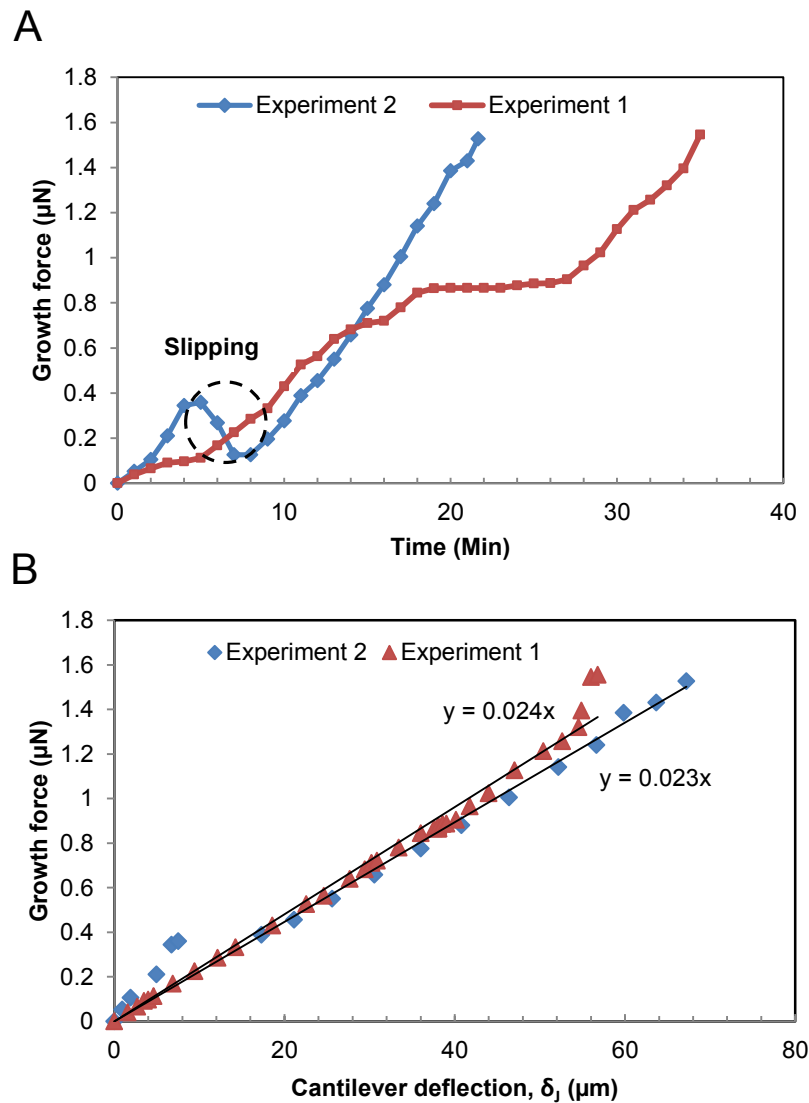 A
1.8
1.6
1.4
1.2
1
0.8
0.6
0.4
0.2
0
Growth force (µN)
Experiment 2 Experiment 1
Slipping
0 10 20 30 40
Time (Min)
B
1.8
1.6
1.4
1.2
1
0.8
0.6
0.4
0.2
0
Growth force (µN)
Experiment 2 Experiment 1
y = 0.024x
y = 0.023x
0 20 40 60 80
Cantilever deflection, δJ (µm)